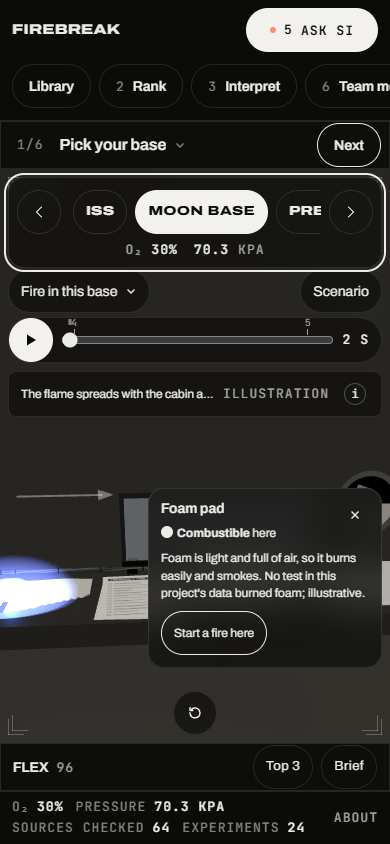 FIREBREAK
5 ASK SI
Library
2 Rank
3 Interpret
6 Team m
1/6 Pick your base
Next
ISS
MOON BASE
PRE
O₂ 30% 70.3 KPA
Fire in this base
Scenario
5
2 S
The flame spreads with the cabin a... ILLUSTRATION i
Foam pad
Combustible here
Foam is light and full of air, so it burns
easily and smokes. No test in this
project's data burned foam; illustrative.
Start a fire here
FLEX 96
Top 3
Brief
O₂ 30% PRESSURE 70.3 KPA
SOURCES CHECKED 64 EXPERIMENTS 24
ABOUT